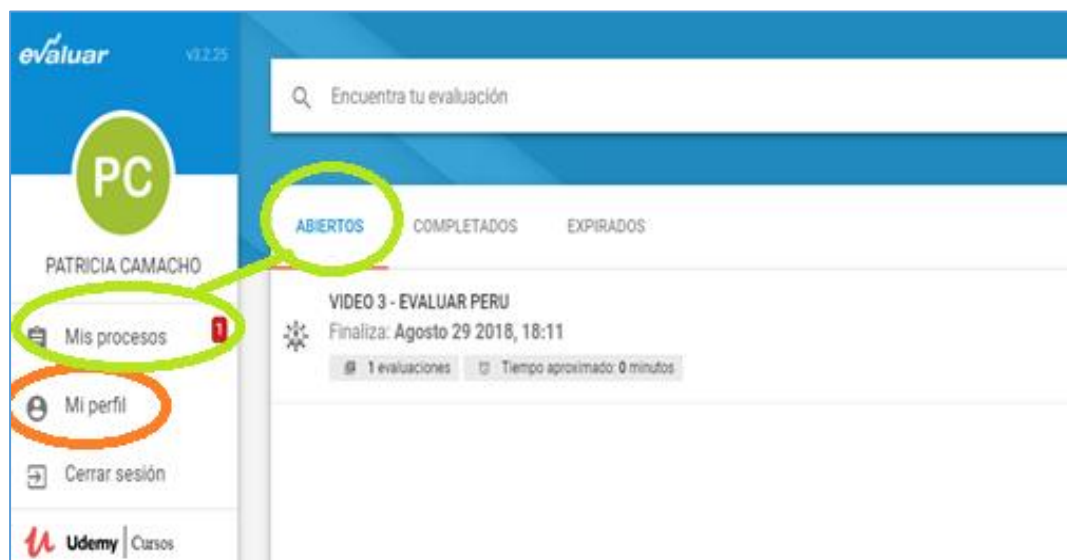 evaluar v3.2.25
PC
PATRICIA CAMACHO
Mis procesos 1
Mi perfil
Cerrar sesión
Udemy Cursos
Encuentra tu evaluación
ABIERTOS COMPLETADOS EXPIRADOS
VIDEO 3 - EVALUAR PERU
Finaliza: Agosto 29 2018, 18:11
1 evaluaciones Tiempo aproximado: 0 minutos